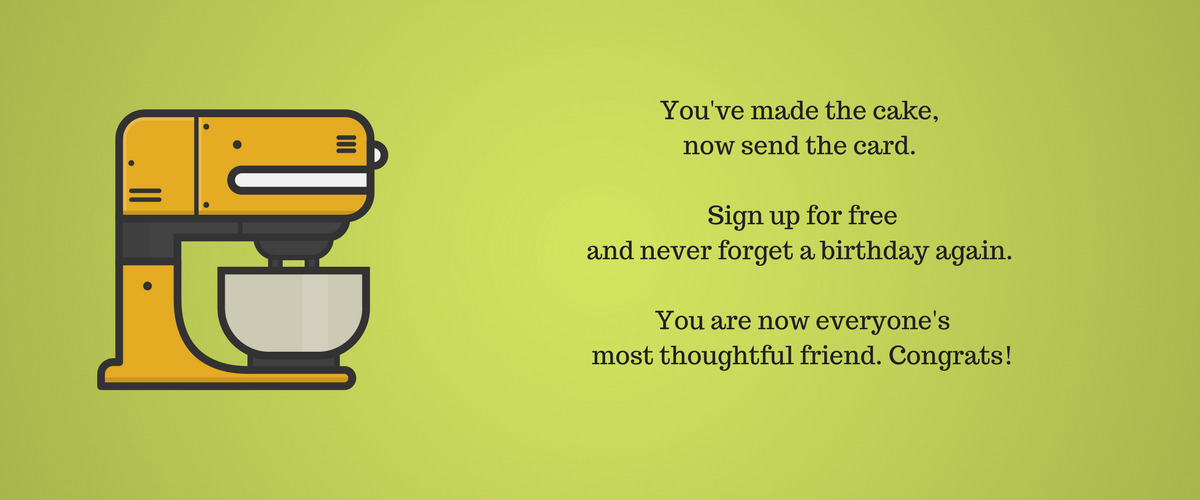 You've made the cake,
now send the card.
Sign up for free
and never forget a birthday again.
You are now everyone's
most thoughtful friend. Congrats!